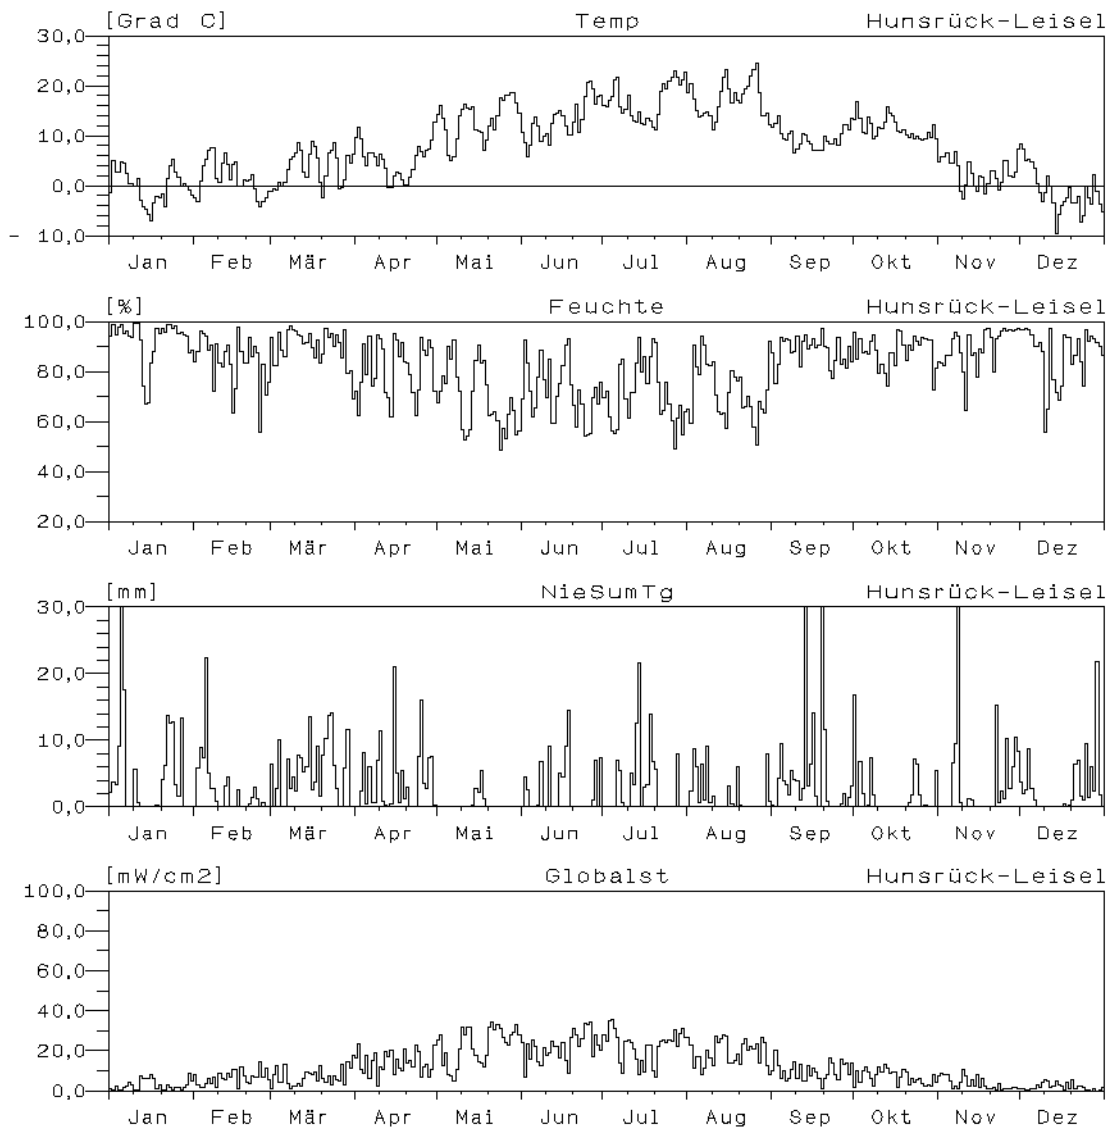 [Grad C] Temp Hunsrück-Leisel
30,0
20,0
10,0
0,0
- 10,0
Jan Feb Mär Apr Mai Jun Jul Aug Sep Okt Nov Dez
[%] Feuchte Hunsrück-Leisel
100,0
80,0
60,0
40,0
20,0
Jan Feb Mär Apr Mai Jun Jul Aug Sep Okt Nov Dez
[mm] NieSumTg Hunsrück-Leisel
30,0
20,0
10,0
0,0
Jan Feb Mär Apr Mai Jun Jul Aug Sep Okt Nov Dez
[mW/cm2] Globalst Hunsrück-Leisel
100,0
80,0
60,0
40,0
20,0
0,0
Jan Feb Mär Apr Mai Jun Jul Aug Sep Okt Nov Dez